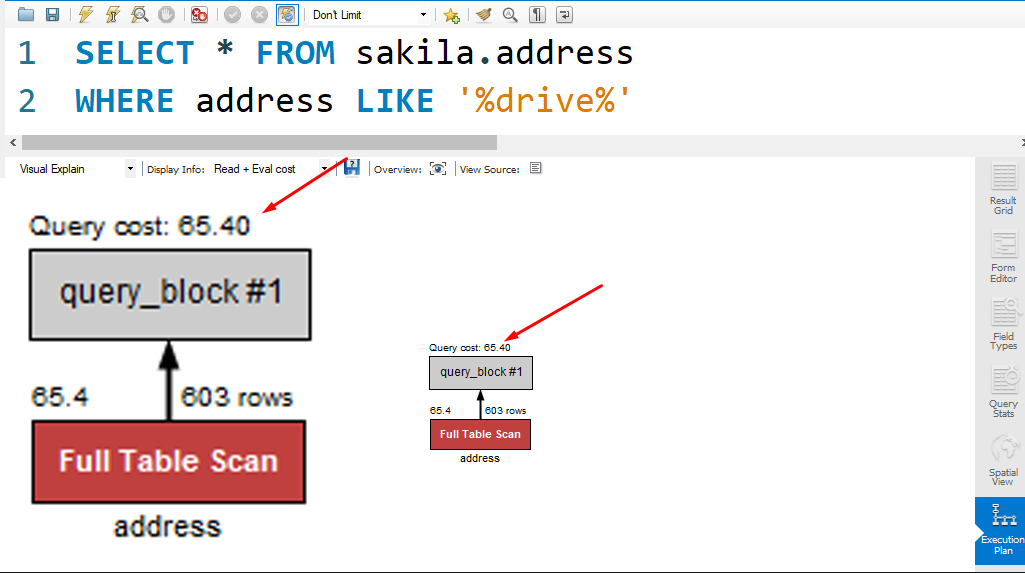 Don't Limit
1 SELECT * FROM sakila.address
2 WHERE address LIKE '%drive%'
Visual Explain Display Info: Read + Eval cost Overview: View Source:
Query cost: 65.40
query_block #1
65.4 603 rows
Full Table Scan
address
Query cost: 65.40
query_block #1
65.4 603 rows
Full Table Scan
address
Result
Grid
Form
Editor
Field
Types
Query
Stats
Spatial
View
Execution
Plan